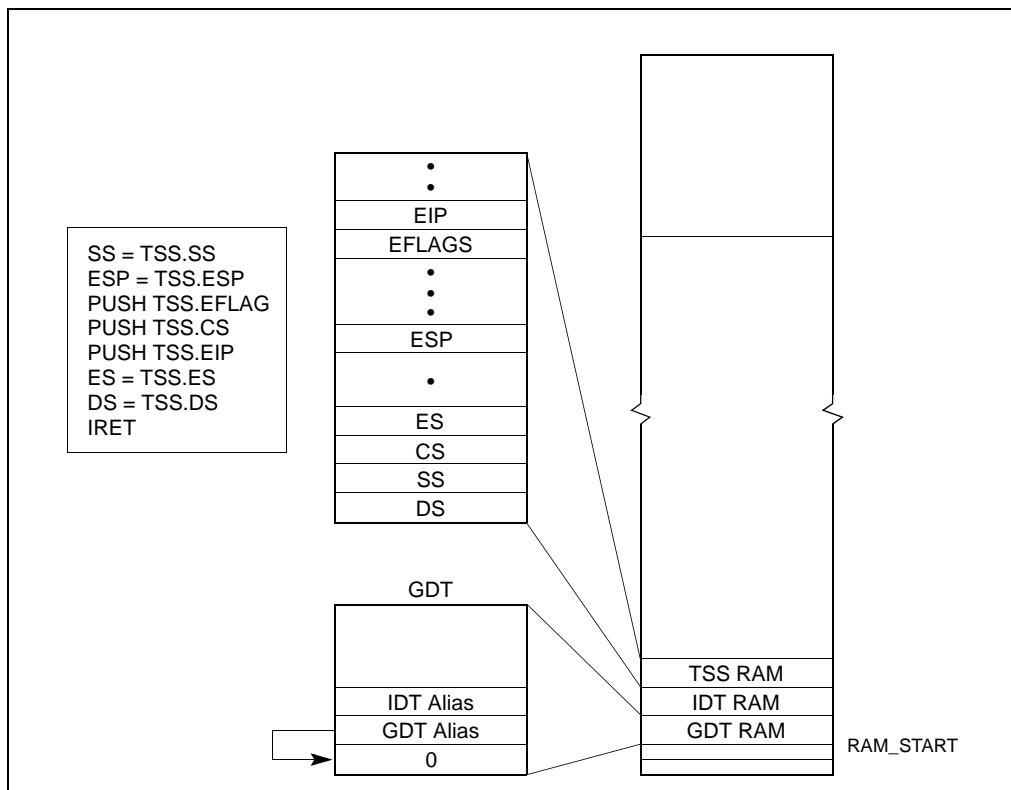 SS = TSS.SS
ESP = TSS.ESP
PUSH TSS.EFLAG
PUSH TSS.CS
PUSH TSS.EIP
ES = TSS.ES
DS = TSS.DS
IRET
EIP
EFLAGS
ESP
ES
CS
SS
DS
GDT
IDT Alias
GDT Alias
0
TSS RAM
IDT RAM
GDT RAM
RAM_START